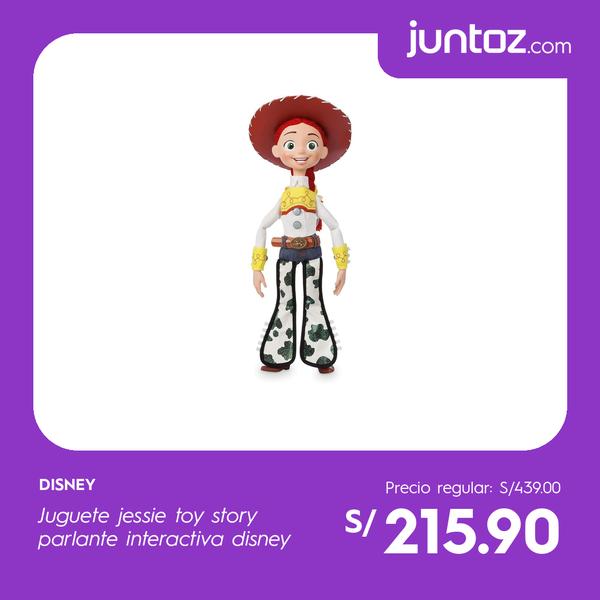 juntoz.com
DISNEY
Juguete jessie toy story
parlante interactiva disney
Precio regular: S/439.00
S/215.90